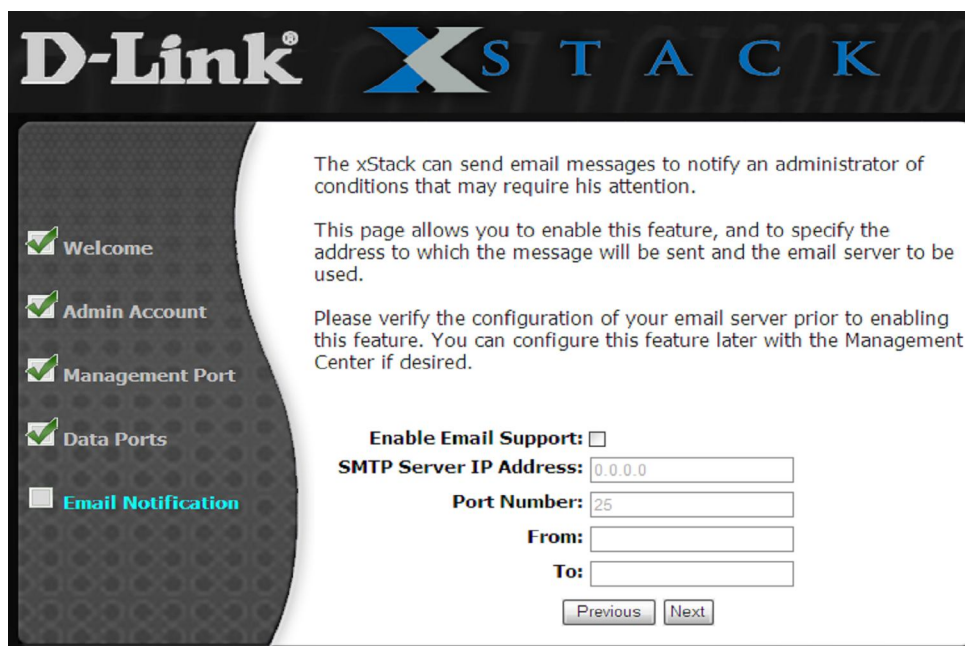 D-Link® XSTACK
Welcome
Admin Account
Management Port
Data Ports
Email Notification
The xStack can send email messages to notify an administrator of
conditions that may require his attention.
This page allows you to enable this feature, and to specify the
address to which the message will be sent and the email server to be
used.
Please verify the configuration of your email server prior to enabling
this feature. You can configure this feature later with the Management
Center if desired.
Enable Email Support:
SMTP Server IP Address: 0.0.0.0
Port Number: 25
From:
To:
Previous Next